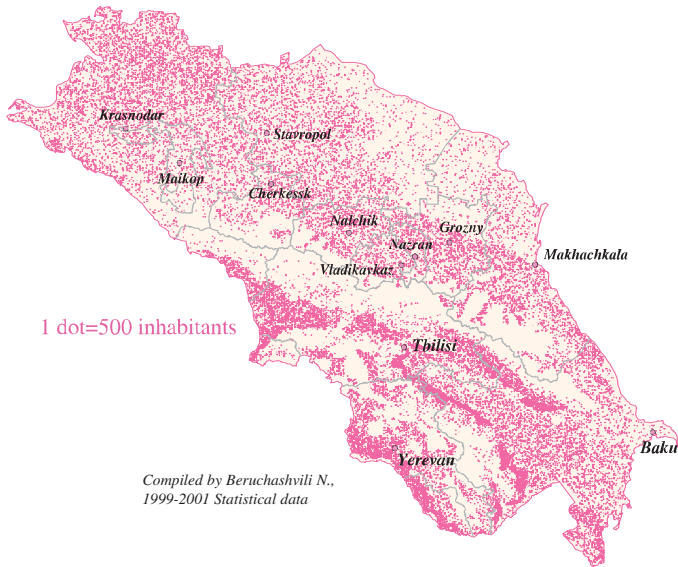 Krasnodar
Stavropol
Maikop
Cherkessk
Nalchik
Grozny
Nazran
Makhachkala
Vladikavkaz
1 dot=500 inhabitants
Tbilisi
Baku
Yerevan
Compiled by Beruchashvili N.,
1999-2001 Statistical data